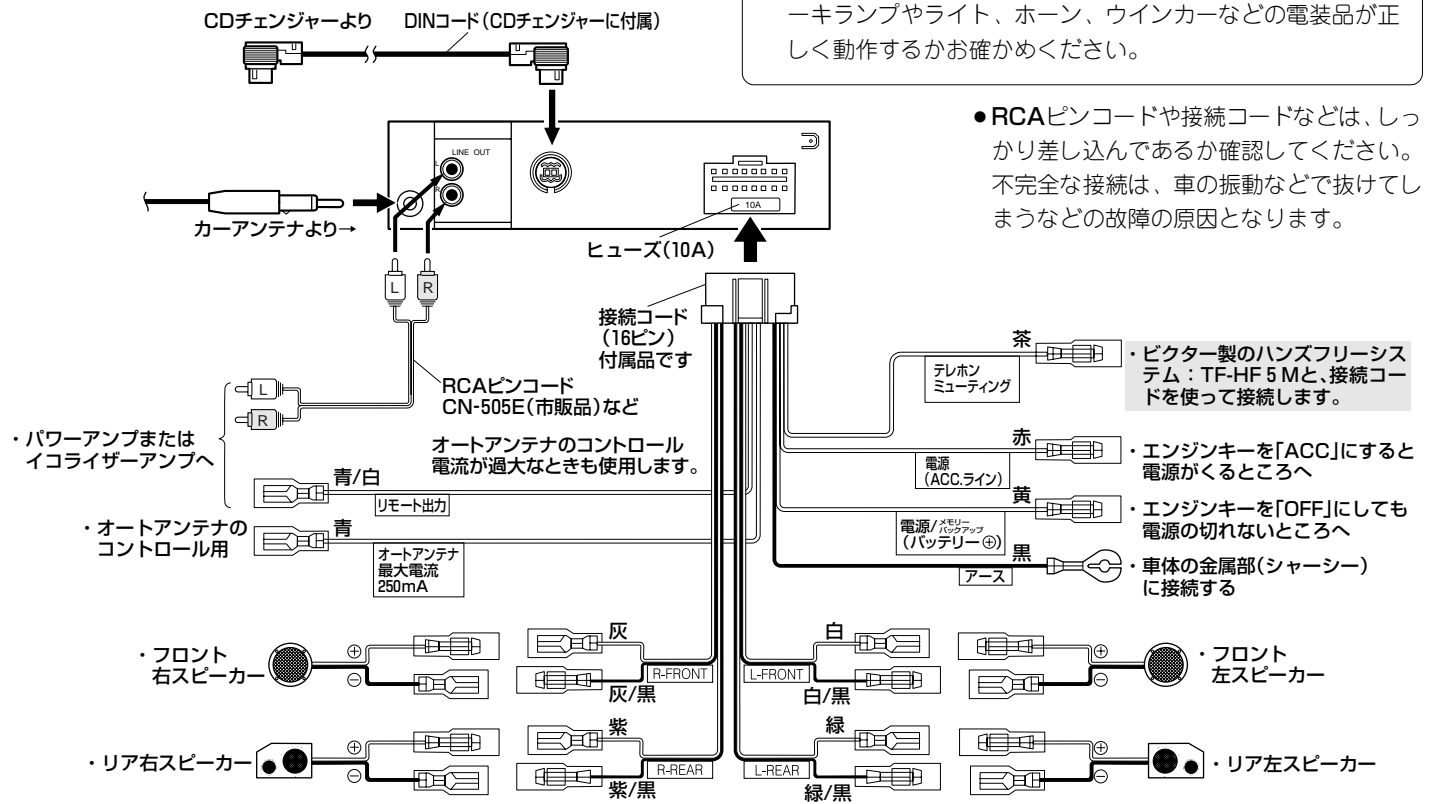 ーキランプやライト、ホーン、ウインカーなどの電装品が正
しく動作するかお確かめください。
CDチェンジャーより
DINコード(CDチェンジャーに付属)
●RCAピンコードや接続コードなどは、しっ
かり差し込んであるか確認してください。
不完全な接続は、車の振動などで抜けてし
まうなどの故障の原因となります。
LINE OUT
L
R
10A
カーアンテナより→
ヒューズ(10A)
L
R
接続コード
(16ピン)
付属品です
RCAピンコード
CN-505E(市販品)など
L
R
・パワーアンプまたは
イコライザーアンプへ
オートアンテナのコントロール
電流が過大なときも使用します。
青/白
リモート出力
・オートアンテナの
コントロール用
青
オートアンテナ
最大電流
250mA
茶
テレホン
ミューティング
・ビクター製のハンズフリーシス
テム:TF-HF 5 Mと、接続コー
ドを使って接続します。
赤
電源
(ACC.ライン)
・エンジンキーを「ACC」にすると
電源がくるところへ
黄
電源/メモリーバックアップ
(バッテリー⊕)
・エンジンキーを「OFF」にしても
電源の切れないところへ
黒
アース
・車体の金属部(シャーシー)
に接続する
・フロント
右スピーカー
⊕
⊖
灰
R-FRONT
灰/黒
白
L-FRONT
白/黒
⊕
⊖
・フロント
左スピーカー
・リア右スピーカー
⊕
⊖
紫
R-REAR
紫/黒
緑
L-REAR
緑/黒
⊕
⊖
・リア左スピーカー